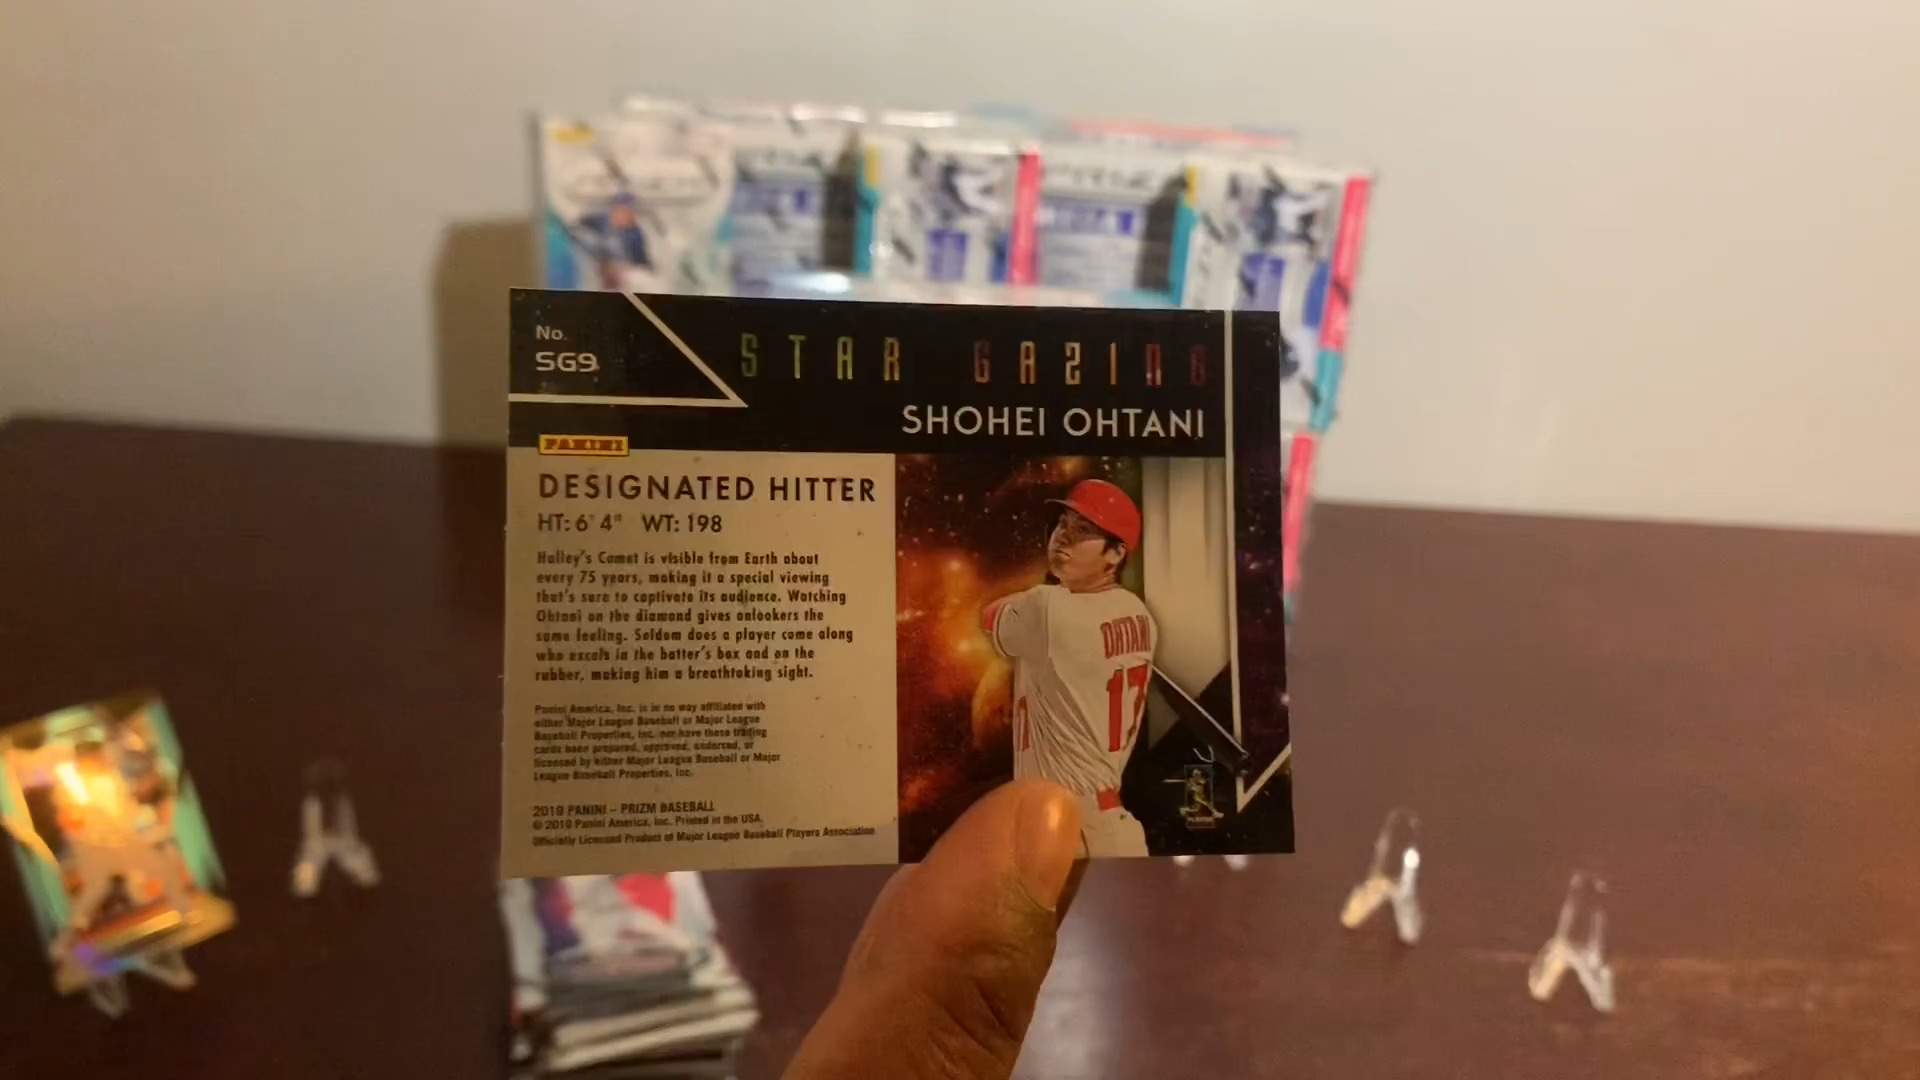 No.
SG9
STAR GAZING
SHOHEI OHTANI
PANINI
DESIGNATED HITTER
HT: 6' 4" WT: 198
Halley's Comet is visible from Earth about
every 75 years, making it a special viewing
that's sure to captivate its audience. Watching
Ohtani on the diamond gives onlookers the
same feeling. Seldom does a player come along
who excels in the batter's box and on the
rubber, making him a breathtaking sight.
OHTANI
17
Panini America, Inc. is in no way affiliated with
either Major League Baseball or Major League
Baseball Properties, Inc. nor have these trading
cards been prepared, approved, endorsed, or
licensed by either Major League Baseball or Major
League Baseball Properties, Inc.
2019 PANINI – PRIZM BASEBALL
© 2019 Panini America, Inc. Printed in the USA.
Officially Licensed Product of Major League Baseball Players Association